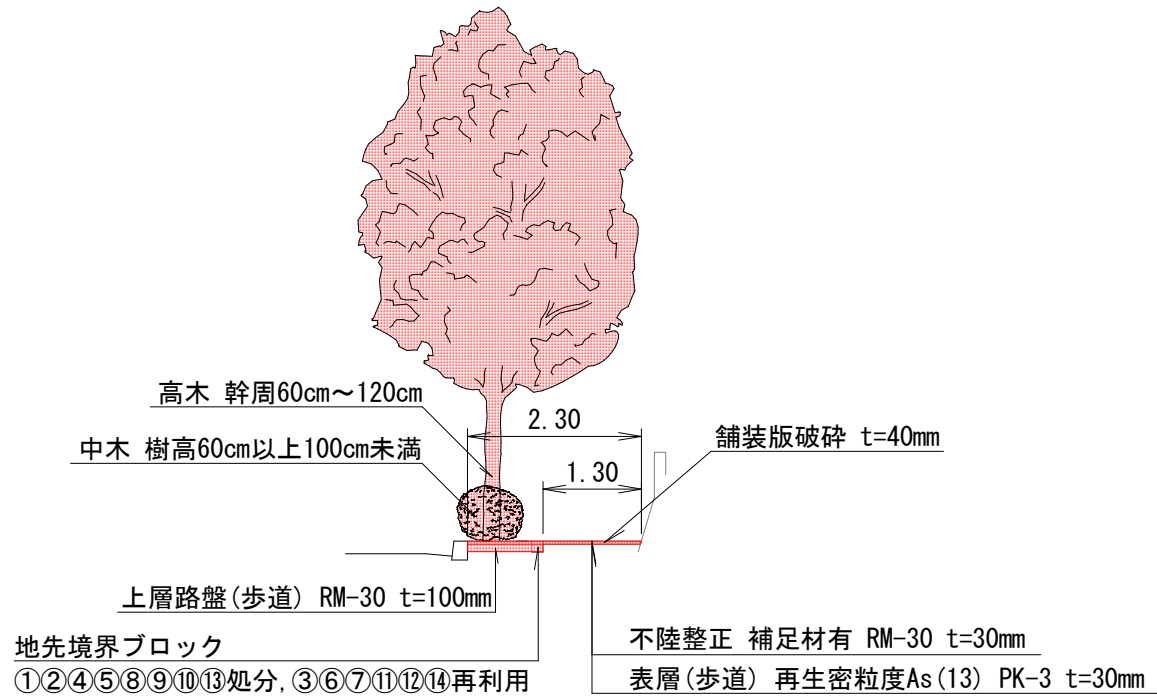 高木 幹周60cm～120cm
2.30
舗装版破砕 t=40mm
中木 樹高60cm以上100cm未満
1.30
上層路盤(歩道) RM-30 t=100mm
地先境界ブロック
①②④⑤⑧⑨⑩⑬処分, ③⑥⑦⑪⑫⑭再利用
不陸整正 補足材有 RM-30 t=30mm
表層(歩道) 再生密粒度As(13) PK-3 t=30mm